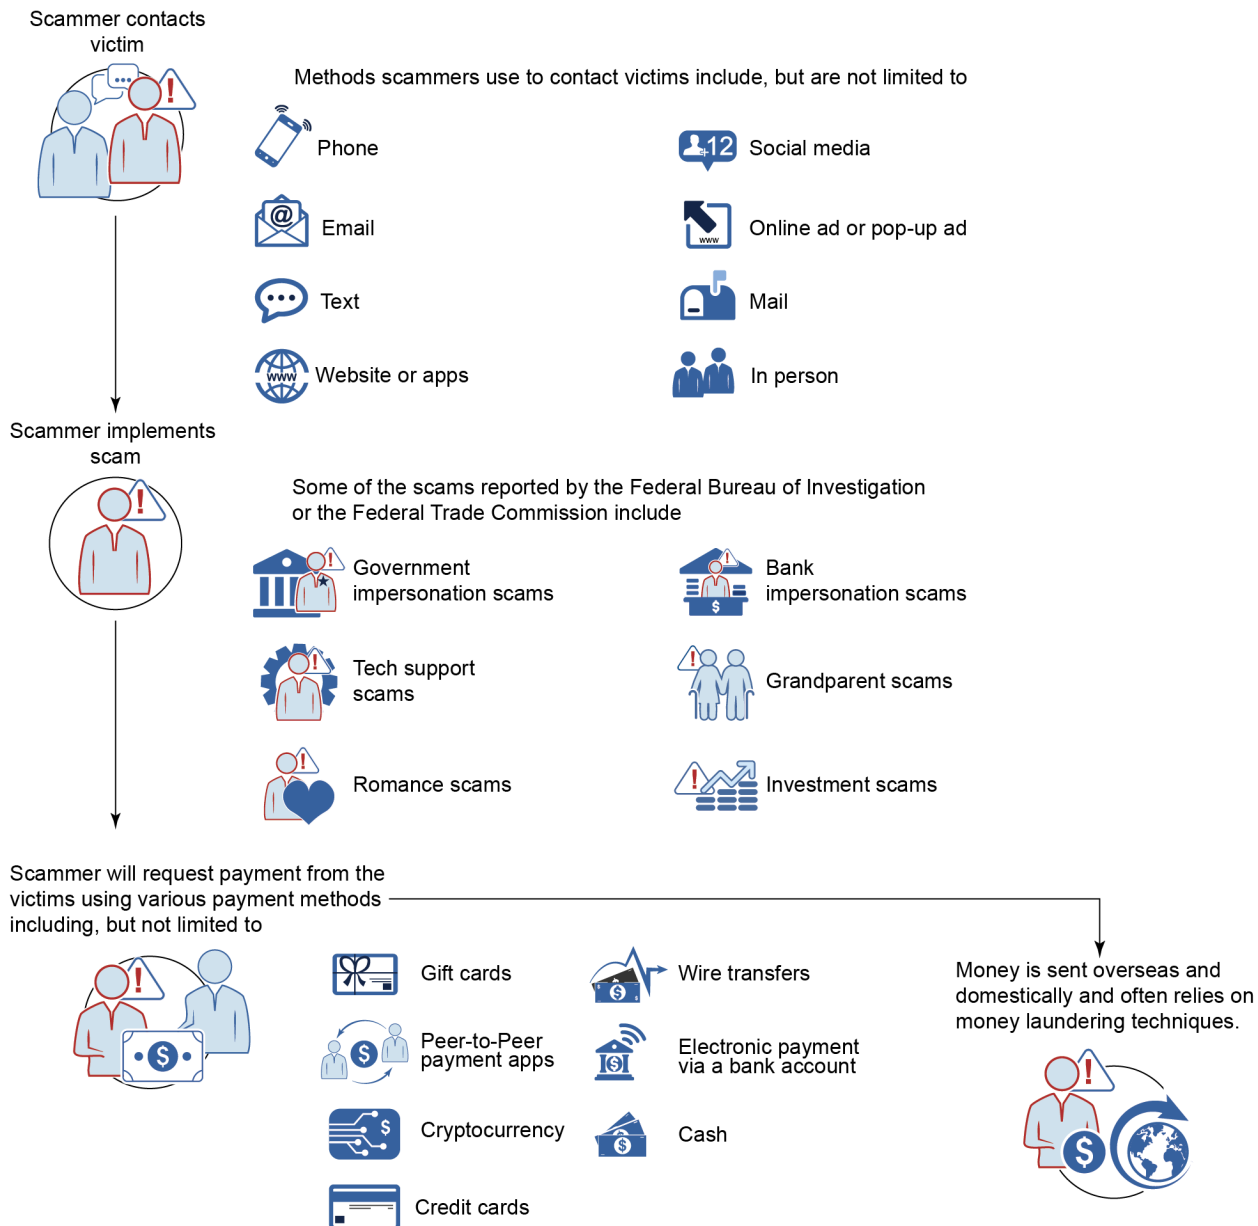 Scammer contacts
victim
Methods scammers use to contact victims include, but are not limited to
Phone
Social media
+12
Email
@
Online ad or pop-up ad
www
Text
Mail
Website or apps
www
In person
Scammer implements
scam
Some of the scams reported by the Federal Bureau of Investigation
or the Federal Trade Commission include
Government
impersonation scams
Bank
impersonation scams
$
Tech support
scams
Grandparent scams
Romance scams
Investment scams
Scammer will request payment from the
victims using various payment methods
including, but not limited to
$
Gift cards
Wire transfers
$
Peer-to-Peer
payment apps
$
Electronic payment
via a bank account
$
Cryptocurrency
$
Cash
$
Credit cards
Money is sent overseas and
domestically and often relies on
money laundering techniques.
$